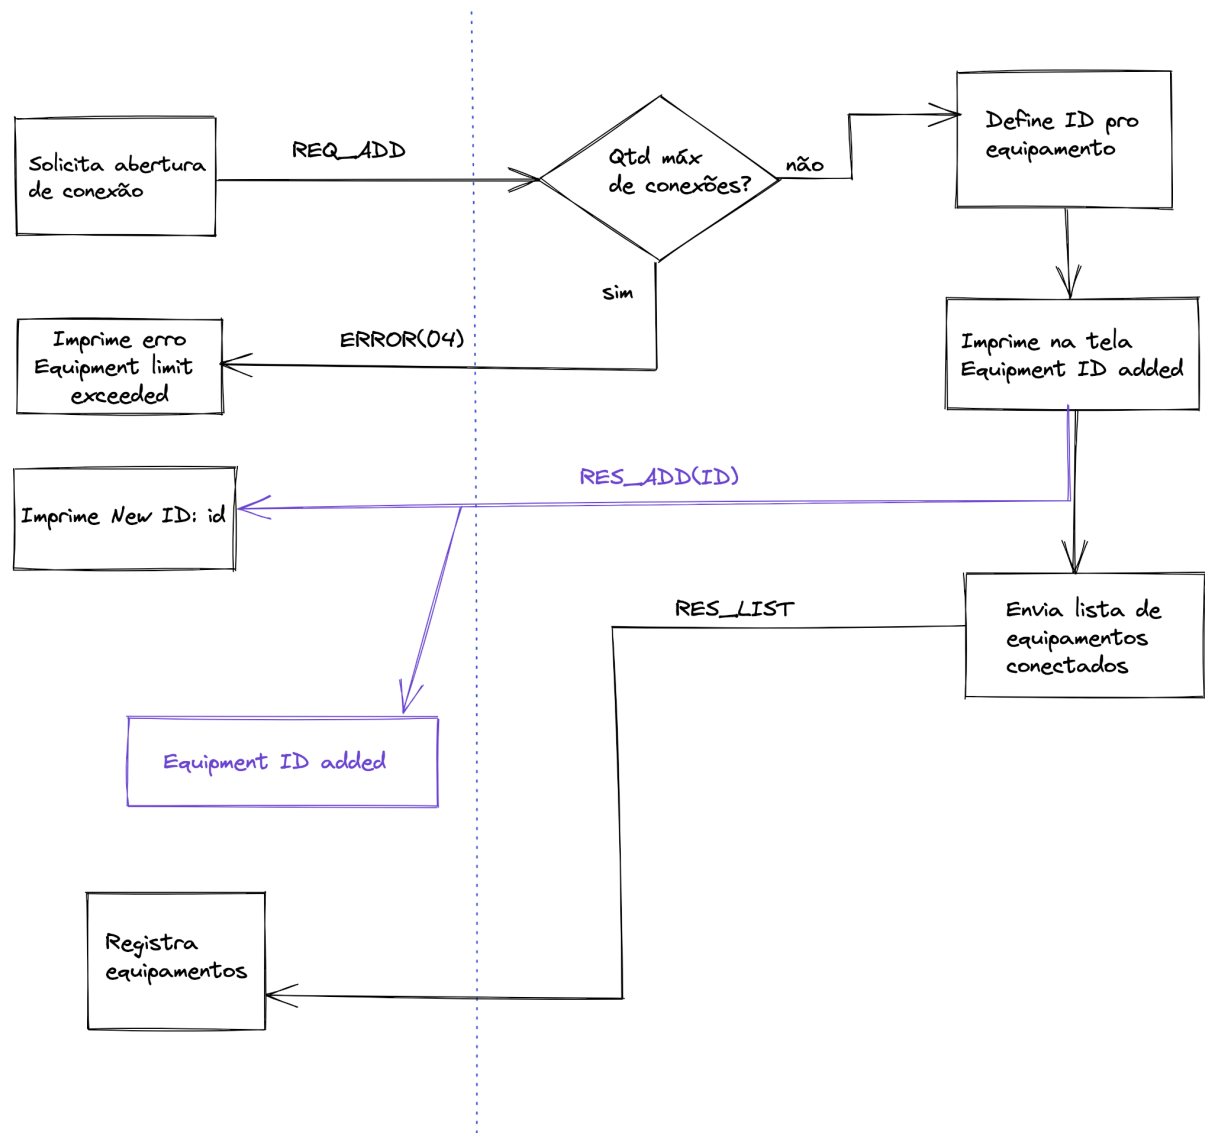 Solicita abertura
de conexão
REQ_ADD
Qtd máx
de conexões?
não
Define ID pro
equipamento
sim
ERROR(04)
Imprime erro
Equipment limit
exceeded
Imprime na tela
Equipment ID added
RES_ADD(ID)
Imprime New ID: id
Envia lista de
equipamentos
conectados
RES_LIST
Equipment ID added
Registra
equipamentos